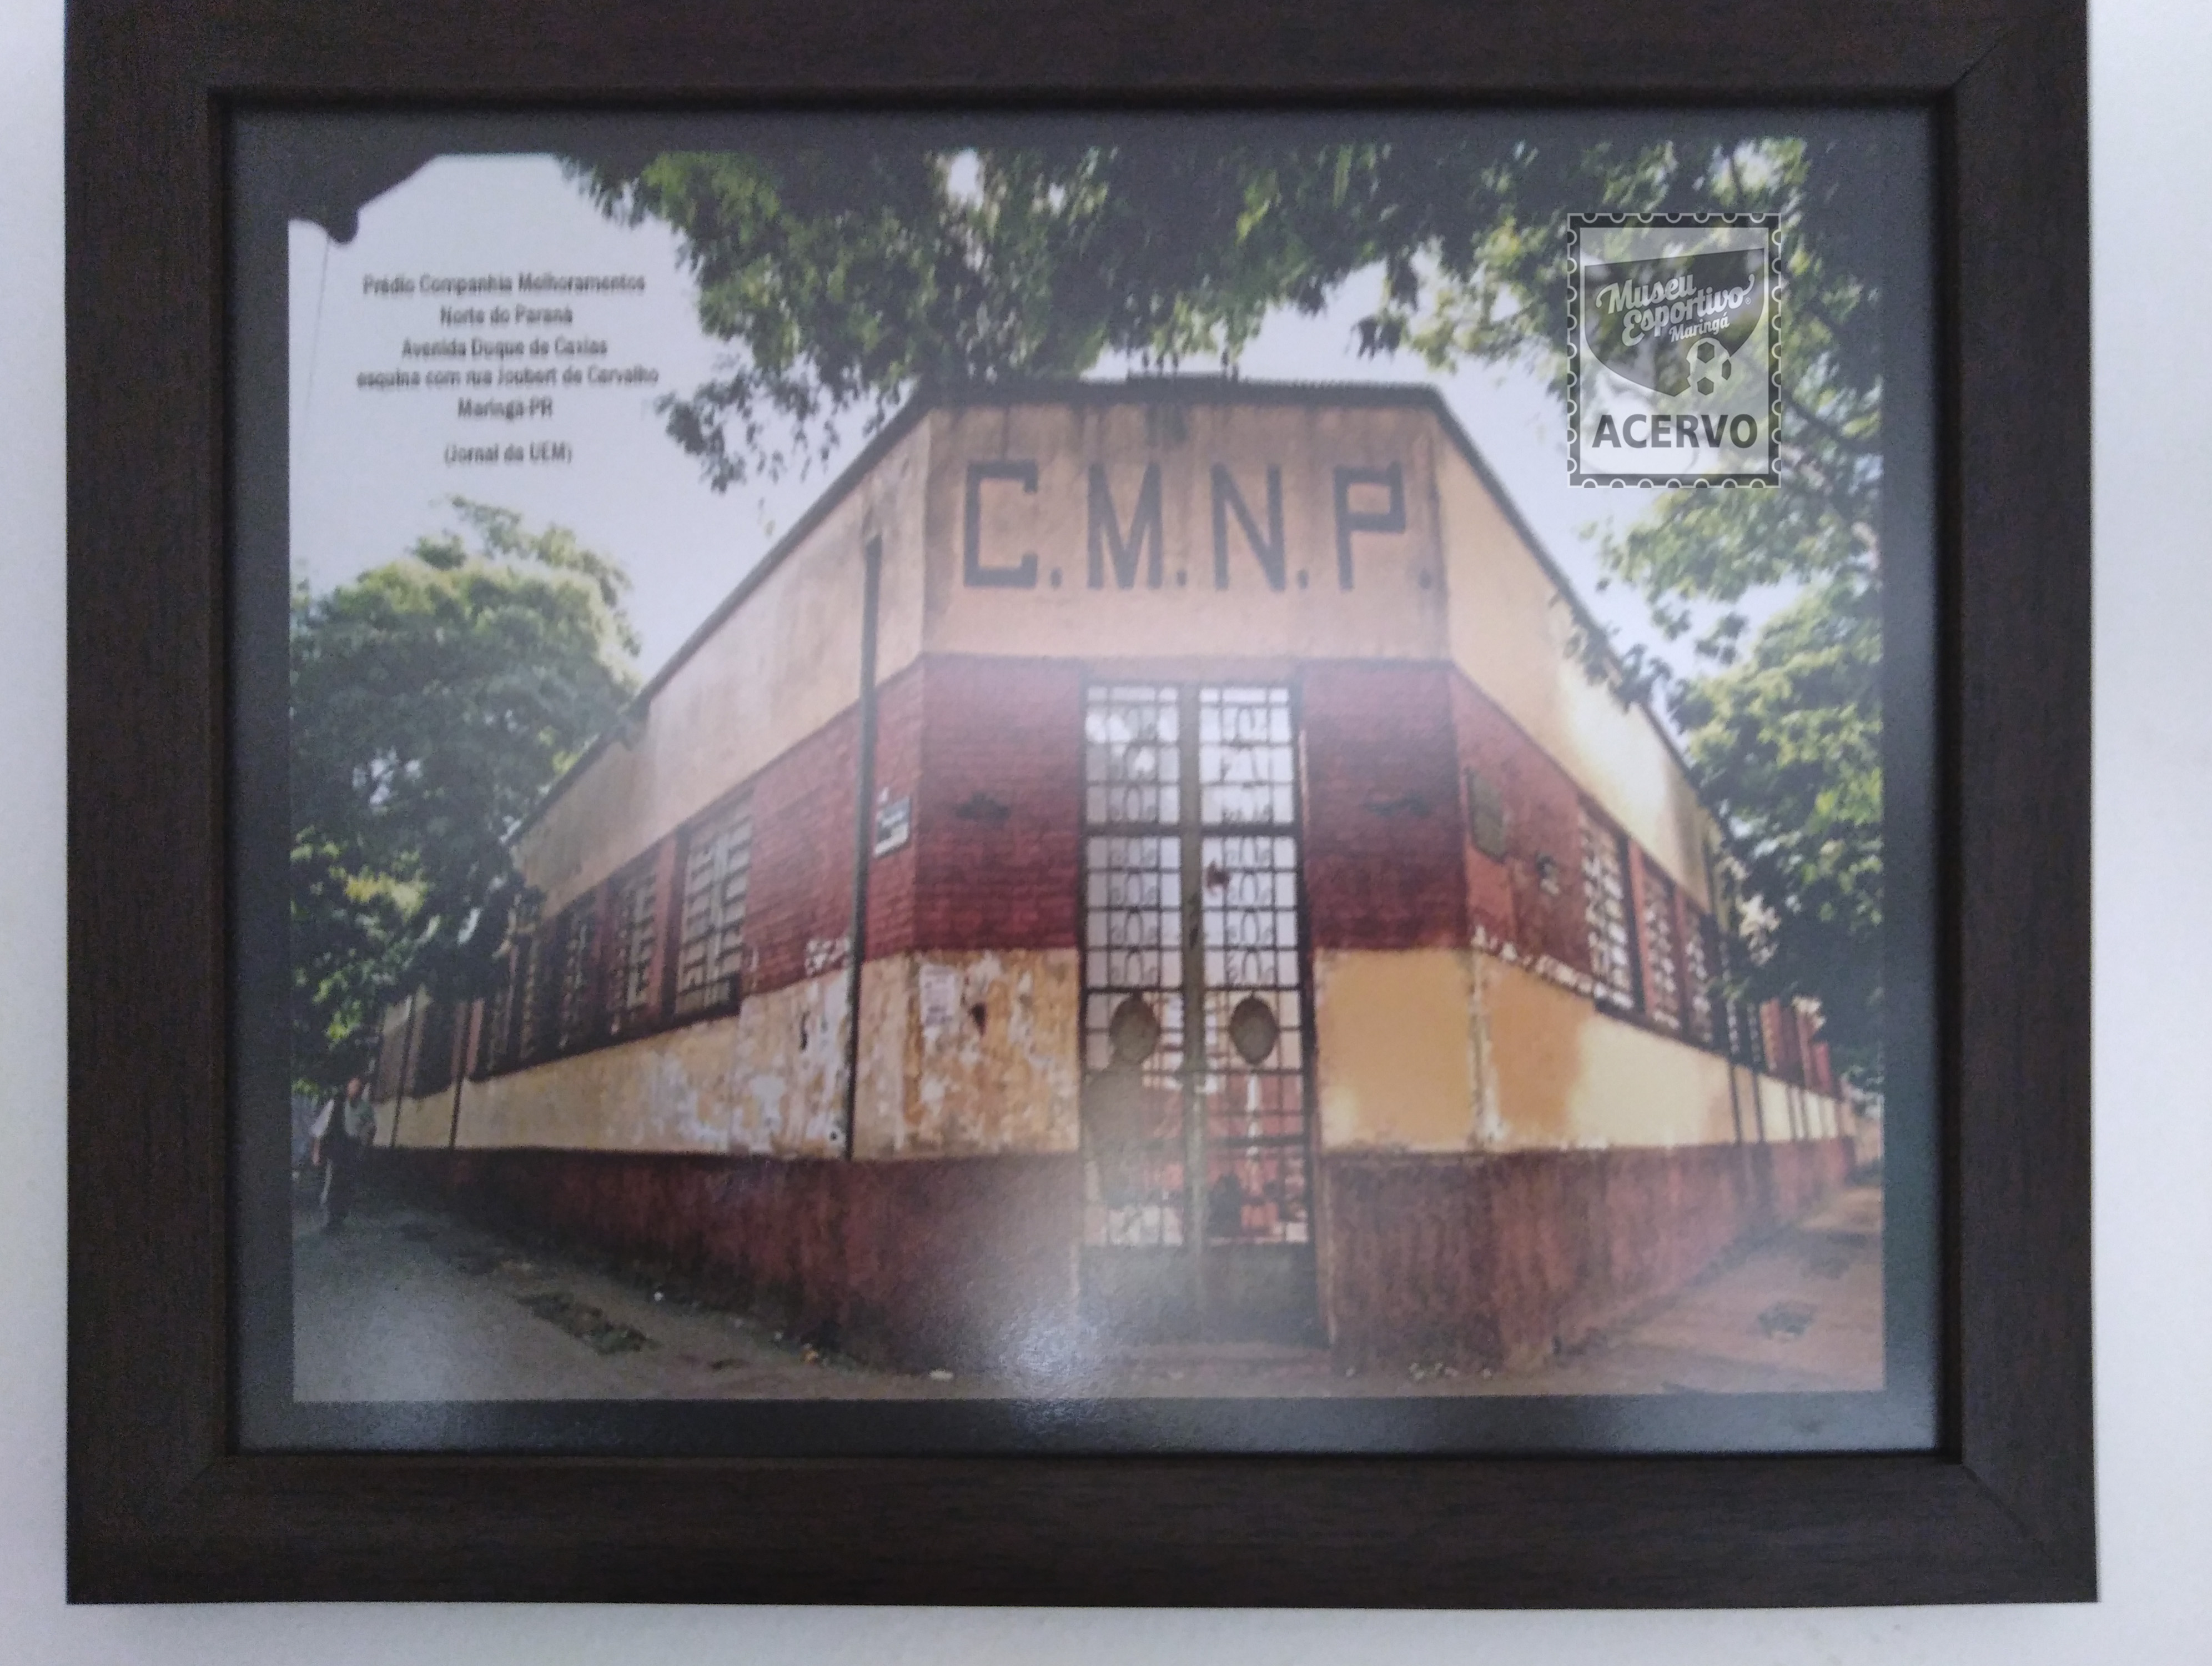 Prédio Companhia Melhoramentos
Norte do Paraná
Avenida Duque de Caxias
esquina com rua Joubert de Carvalho
Maringá-PR
(Jornal da UEM)
Museu
Esportivo
Maringá
ACERVO
C.M.N.P.